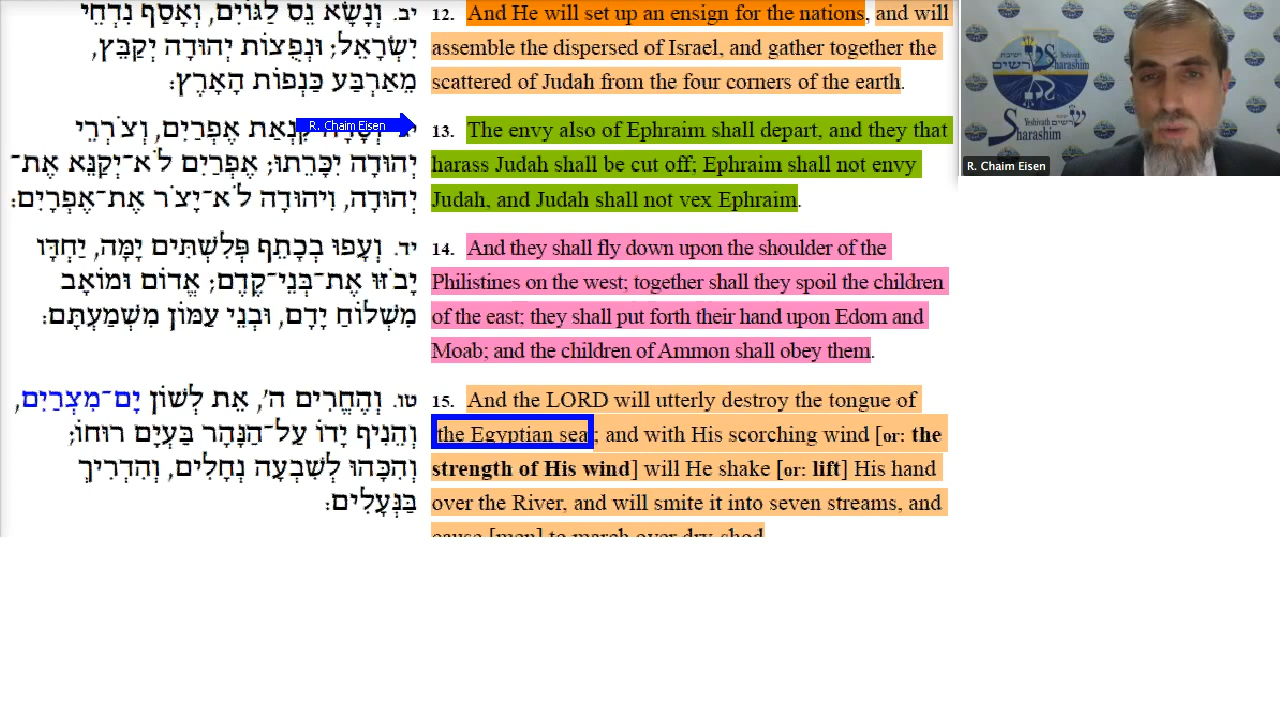 יב. וְנָשָׂא נֵס לַגּוֹיִם, וְאָסַף נִדְחֵי
יִשְׂרָאֵל; וּנְפֻצוֹת יְהוּדָה יְקַבֵּץ,
מֵאַרְבַּע כַּנְפוֹת הָאָרֶץ:
קִנְאַת אֶפְרַיִם, וְצֹרְרֵי
יְהוּדָה יִכָּרֵתוּ; אֶפְרַיִם לֹא־יְקַנֵּא אֶת־
יְהוּדָה, וִיהוּדָה לֹא־יָצֹר אֶת־אֶפְרָיִם:
יד. וְעָפוּ בְכָתֵף פְּלִשְׁתִּים יָמָּה, יַחְדָּו
יָבֹזּוּ אֶת־בְּנֵי־קֶדֶם; אֱדוֹם וּמוֹאָב
מִשְׁלוֹחַ יָדָם, וּבְנֵי עַמּוֹן מִשְׁמַעְתָּם:
טו. וְהֶחֱרִים ה', אֵת לְשׁוֹן יָם־מִצְרַיִם,
וְהֵנִיף יָדוֹ עַל־הַנָּהָר בַּעְיָם רוּחוֹ;
וְהִכָּהוּ לְשִׁבְעָה נְחָלִים, וְהִדְרִיךְ
בַּנְּעָלִים:
R. Chaim Eisen
12. And He will set up an ensign for the nations, and will
assemble the dispersed of Israel, and gather together the
scattered of Judah from the four corners of the earth.
13. The envy also of Ephraim shall depart, and they that
harass Judah shall be cut off; Ephraim shall not envy
Judah, and Judah shall not vex Ephraim.
14. And they shall fly down upon the shoulder of the
Philistines on the west; together shall they spoil the children
of the east; they shall put forth their hand upon Edom and
Moab; and the children of Ammon shall obey them.
15. And the LORD will utterly destroy the tongue of
the Egyptian sea; and with His scorching wind [or: the
strength of His wind] will He shake [or: lift] His hand
over the River, and will smite it into seven streams, and
cause [men] to march over dry-shod
Yeshivath
Sharashim
שרשים
R. Chaim Eisen